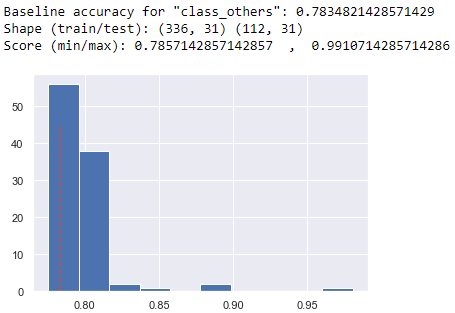 Baseline accuracy for "class_others": 0.7834821428571429
Shape (train/test): (336, 31) (112, 31)
Score (min/max): 0.7857142857142857  ,  0.9910714285714286
50
40
30
20
10
0
0.80 0.85 0.90 0.95